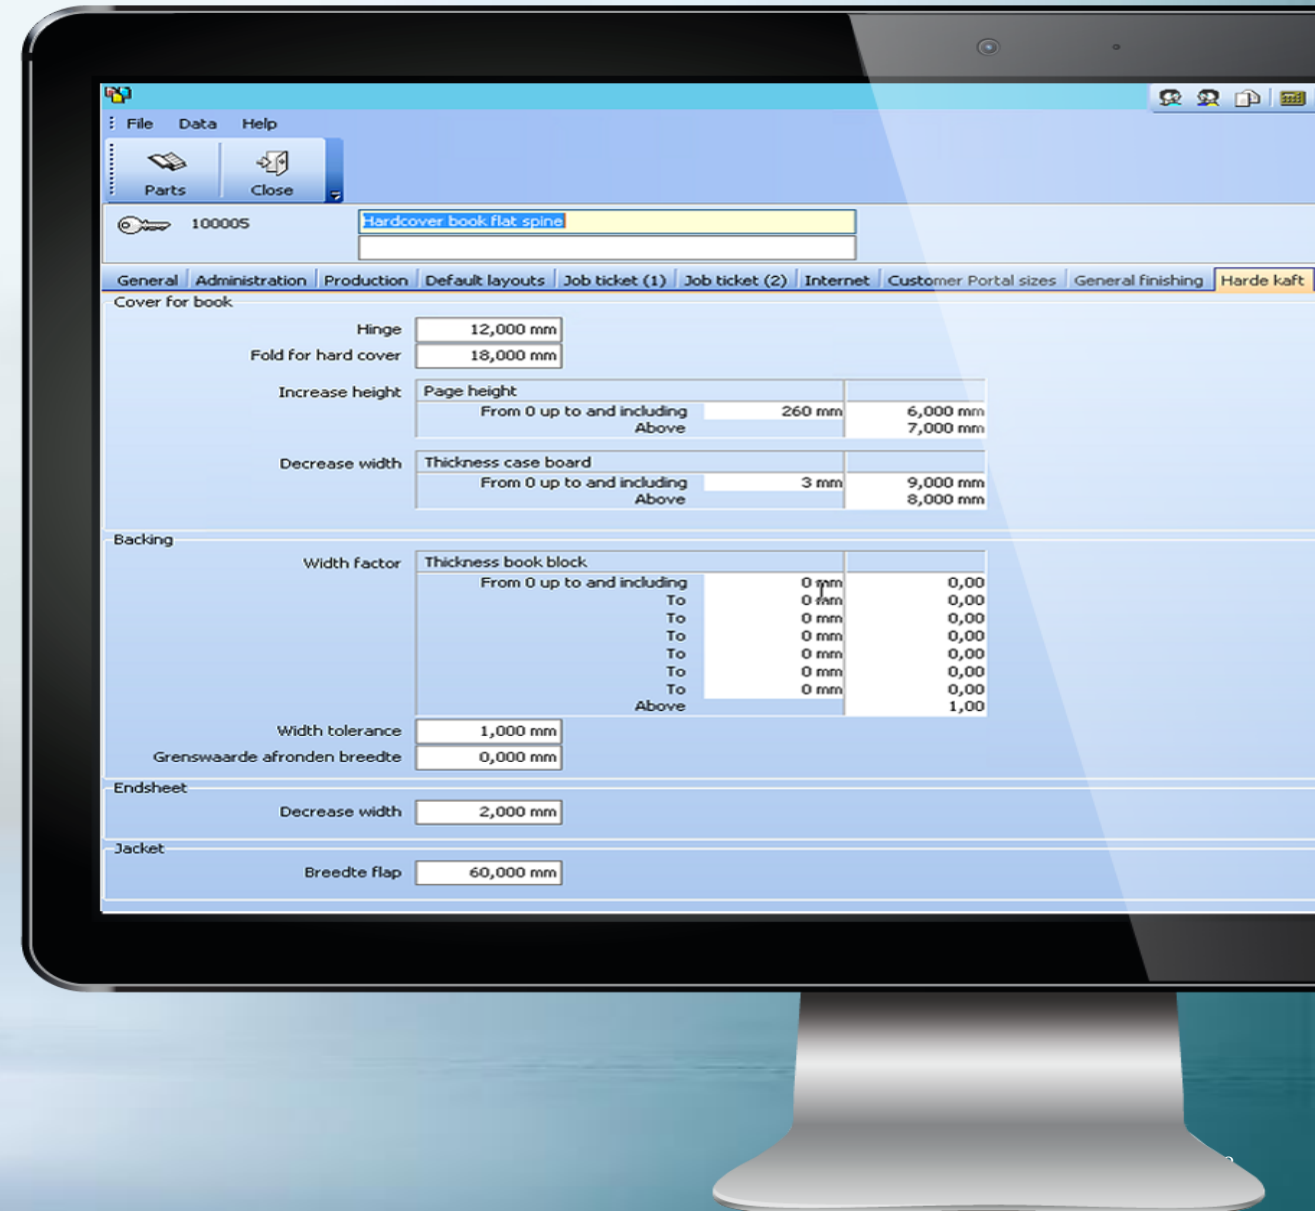 File Data Help
Parts Close
100005 Hardcover book flat spine
General Administration Production Default layouts Job ticket (1) Job ticket (2) Internet Customer Portal sizes General finishing Harde kaft
Cover for book
Hinge 12,000 mm
Fold for hard cover 18,000 mm
Increase height Page height
From 0 up to and including 260 mm 6,000 mm
Above 7,000 mm
Decrease width Thickness case board
From 0 up to and including 3 mm 9,000 mm
Above 8,000 mm
Backing
Width factor Thickness book block
From 0 up to and including 0 mm 0,00
To 0 mm 0,00
To 0 mm 0,00
To 0 mm 0,00
To 0 mm 0,00
To 0 mm 0,00
To 0 mm 0,00
Above 1,00
Width tolerance 1,000 mm
Grenswaarde afronden breedte 0,000 mm
Endsheet
Decrease width 2,000 mm
Jacket
Breedte flap 60,000 mm